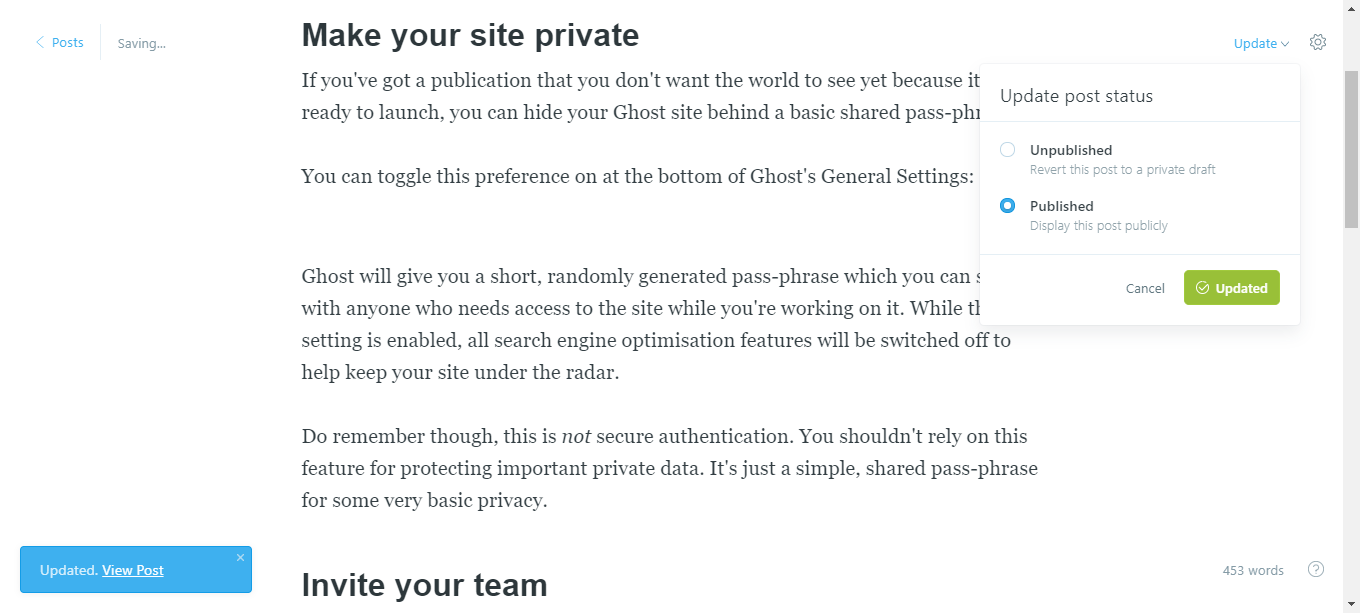 Posts
Saving...
Update
Make your site private
If you've got a publication that you don't want the world to see yet because it
ready to launch, you can hide your Ghost site behind a basic shared
You can toggle this preference on at the bottom of Ghost's General Settings:
Ghost will give you a short, randomly generated pass-phrase which you can
with anyone who needs access to the site while you're working on it. While
setting is enabled, all search engine optimisation features will be switched off to
help keep your site under the radar.
Do remember though, this is not secure authentication. You shouldn't rely on this
feature for protecting important private data. It's just a simple, shared pass-phrase
for some very basic privacy.
Invite your team
Update post status
Unpublished
Revert this post to a private draft
Published
Display this post publicly
Cancel
Updated
Updated. View Post
453 words